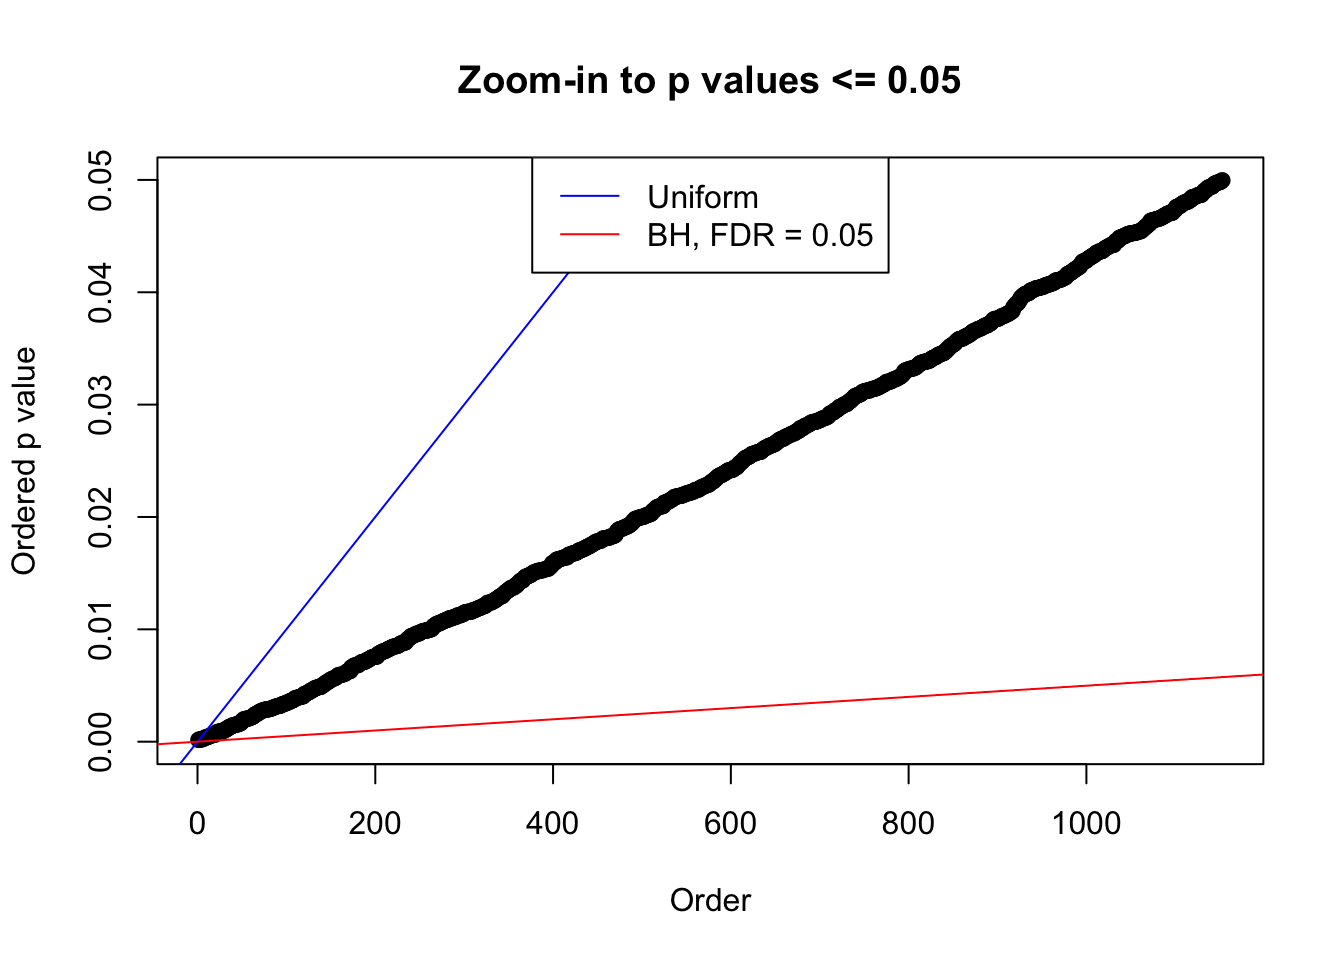 Zoom-in to p values <= 0.05
Uniform
BH, FDR = 0.05
Ordered p value
0.05
0.04
0.03
0.02
0.01
0.00
0 200 400 600 800 1000
Order